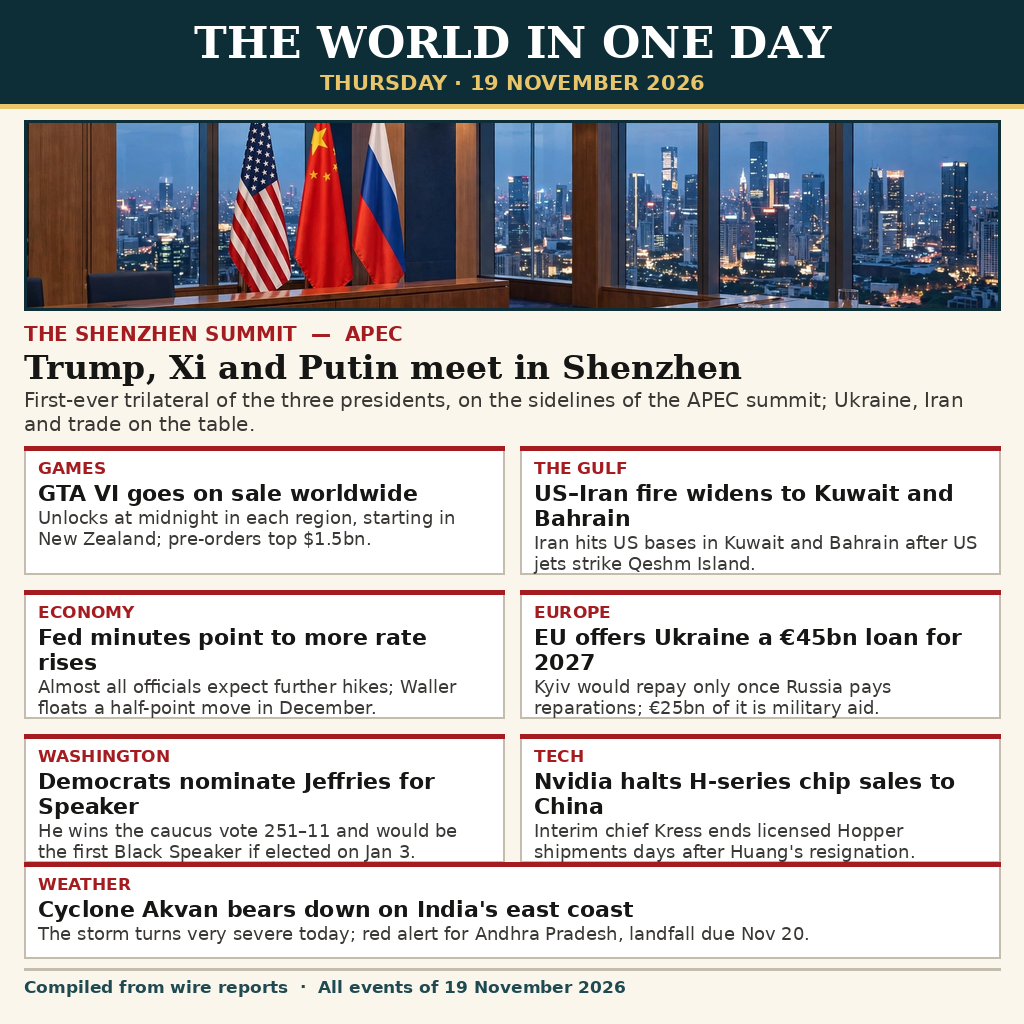 THE WORLD IN ONE DAY
THURSDAY · 19 NOVEMBER 2026
THE SHENZHEN SUMMIT — APEC
Trump, Xi and Putin meet in Shenzhen
First-ever trilateral of the three presidents, on the sidelines of the APEC summit; Ukraine, Iran
and trade on the table.
GAMES
GTA VI goes on sale worldwide
Unlocks at midnight in each region, starting in
New Zealand; pre-orders top $1.5bn.
THE GULF
US–Iran fire widens to Kuwait and
Bahrain
Iran hits US bases in Kuwait and Bahrain after US
jets strike Qeshm Island.
ECONOMY
Fed minutes point to more rate
rises
Almost all officials expect further hikes; Waller
floats a half-point move in December.
EUROPE
EU offers Ukraine a €45bn loan for
2027
Kyiv would repay only once Russia pays
reparations; €25bn of it is military aid.
WASHINGTON
Democrats nominate Jeffries for
Speaker
He wins the caucus vote 251–11 and would be
the first Black Speaker if elected on Jan 3.
TECH
Nvidia halts H-series chip sales to
China
Interim chief Kress ends licensed Hopper
shipments days after Huang's resignation.
WEATHER
Cyclone Akvan bears down on India's east coast
The storm turns very severe today; red alert for Andhra Pradesh, landfall due Nov 20.
Compiled from wire reports · All events of 19 November 2026